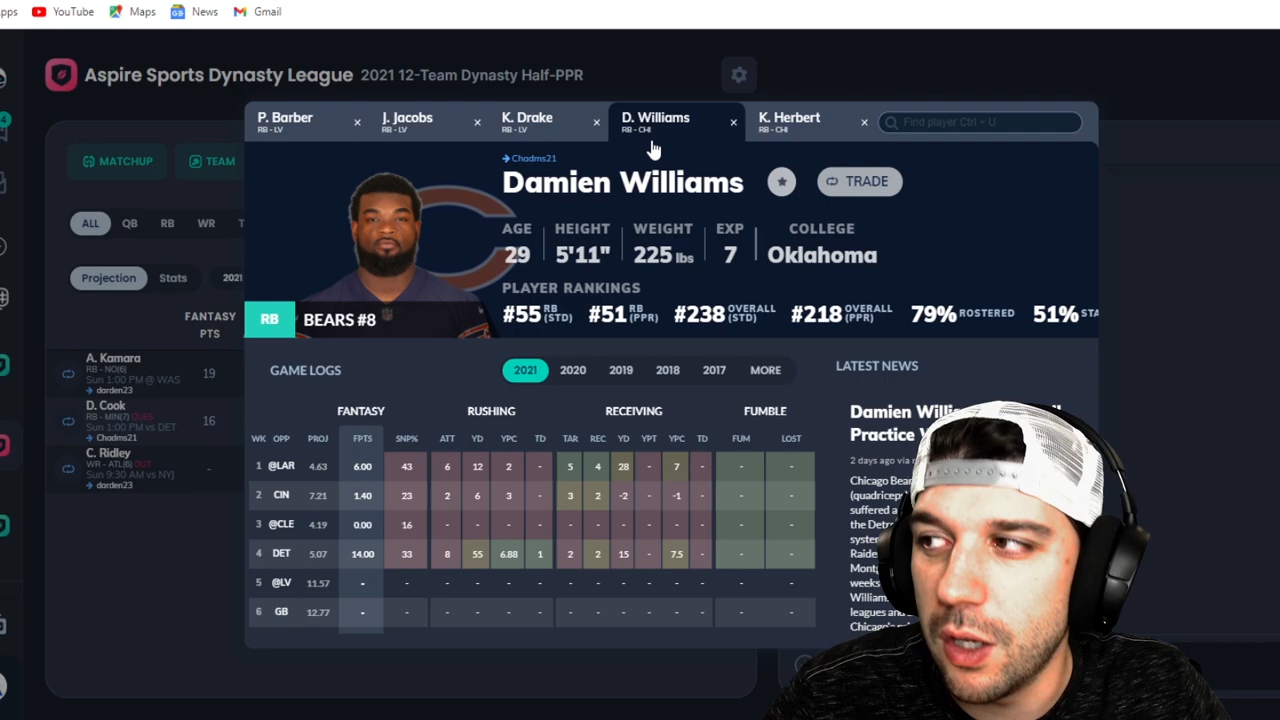 pps YouTube Maps News Gmail
Aspire Sports Dynasty League 2021 12-Team Dynasty Half-PPR
P. Barber J. Jacobs K. Drake D. Williams K. Herbert Find player Ctrl + U
RB - LV RB - LV RB - LV RB - CHI RB - CHI
MATCHUP TEAM
Chadms21
Damien Williams TRADE
ALL QB RB WR T
AGE HEIGHT WEIGHT EXP COLLEGE
29 5'11" 225 lbs 7 Oklahoma
Projection Stats 2021
PLAYER RANKINGS
#55 RB (STD) #51 RB (PPR) #238 OVERALL (STD) #218 OVERALL (PPR) 79% ROSTERED 51% STA
RB BEARS #8
FANTASY PTS
A. Kamara
RB - NO(6)
Sun 1:00 PM @ WAS
darden23
19
D. Cook
RB - MIN(7) QUES
Sun 1:00 PM vs DET
Chadms21
16
C. Ridley
WR - ATL(6) OUT
Sun 9:30 AM vs NYJ
darden23
-
GAME LOGS 2021 2020 2019 2018 2017 MORE
FANTASY RUSHING RECEIVING FUMBLE
WK OPP PROJ FPTS SNP% ATT YD YPC TD TAR REC YD YPT YPC TD FUM LOST
1 @LAR 4.63 6.00 43 6 12 2 - 5 4 28 - 7 - - -
2 CIN 7.21 1.40 23 2 6 3 - 3 2 -2 - -1 - - -
3 @CLE 4.19 0.00 16 - - - - - - - - - - - -
4 DET 5.07 14.00 33 8 55 6.88 1 2 2 15 - 7.5 - - -
5 @LV 11.57 - - - - - - - - - - - - - -
6 GB 12.77 - - - - - - - - - - - - - -
LATEST NEWS
Damien
Practice
2 days ago via
Chicago
(quadricep
suffered a
the Detro
system
Raide
Mont
weeks
William
leagues and
Chicago's